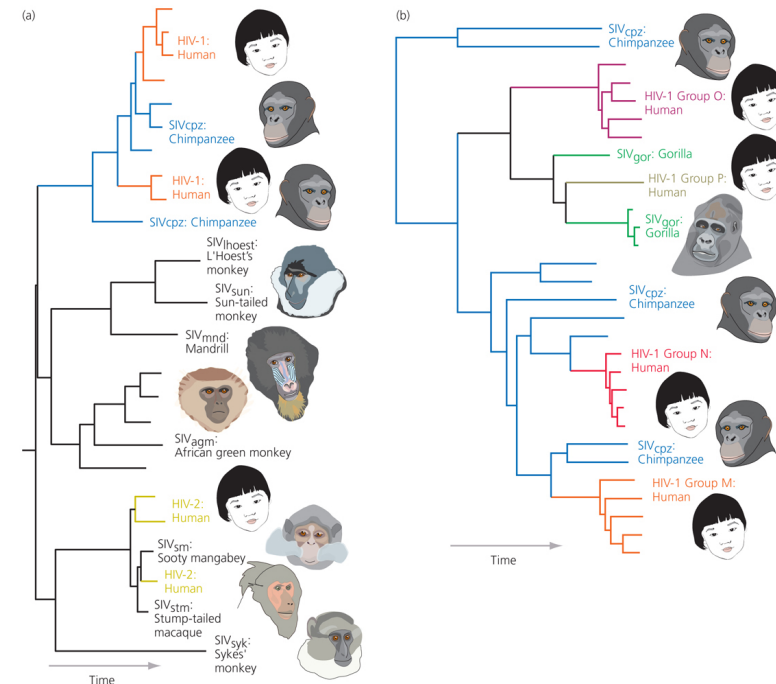 (a)
HIV-1:
Human
SIVcpz:
Chimpanzee
HIV-1:
Human
SIVcpz: Chimpanzee
SIVlhoest:
L'Hoest's
monkey
SIVsun:
Sun-tailed
monkey
SIVmnd:
Mandrill
SIVagm:
African green monkey
HIV-2:
Human
SIVsm:
Sooty mangabey
HIV-2:
Human
SIVstm:
Stump-tailed
macaque
SIVsyk:
Sykes'
monkey
Time
(b)
SIVcpz:
Chimpanzee
HIV-1 Group O:
Human
SIVgor: Gorilla
HIV-1 Group P:
Human
SIVgor:
Gorilla
SIVcpz:
Chimpanzee
HIV-1 Group N:
Human
SIVcpz:
Chimpanzee
HIV-1 Group M:
Human
Time